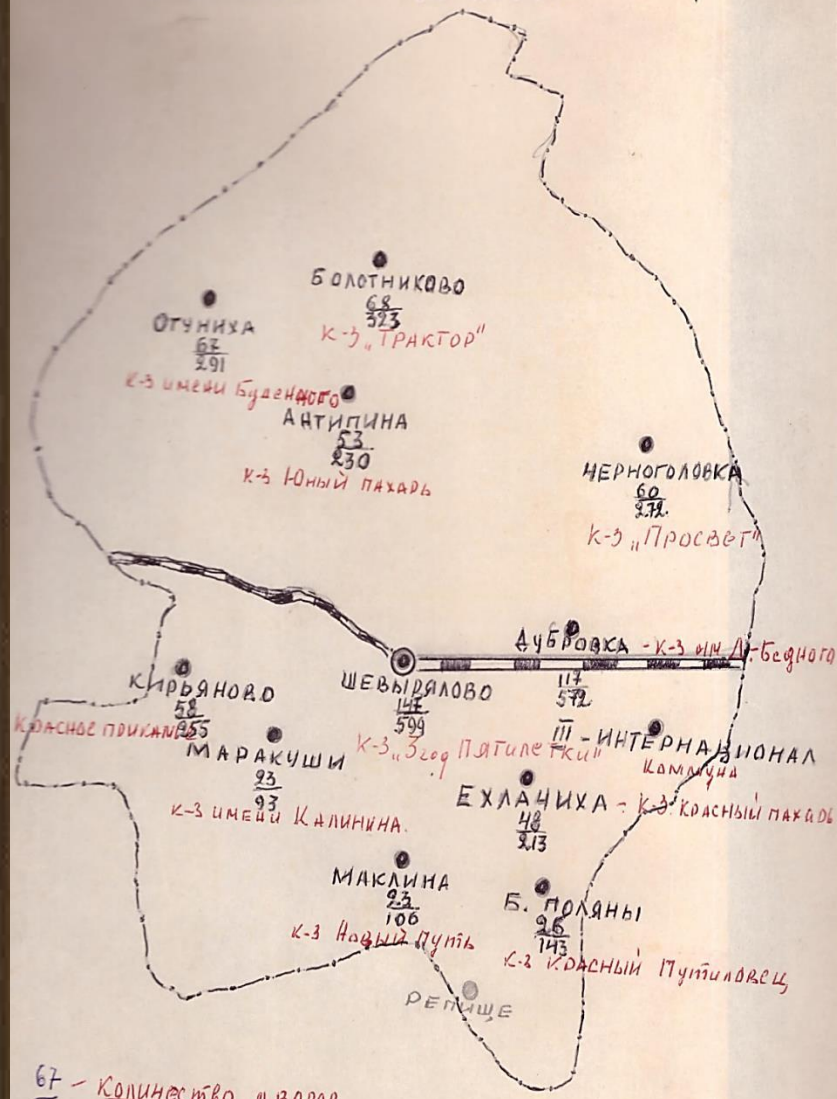 БОЛОТНИКОВО
68
323
К-З „ТРАКТОР"
ОТУНИХА
67
291
К-З имени Буденного
АНТИПИНА
53
230
К-З Юный пахарь
ЧЕРНОГОЛОВКА
60
272
К-З „Просвет"
ДУБРОВКА - К-З им Д. Бедного
117
572
ШЕВЫРЯЛОВО
147
599
К-З „3 год Пятилетки"
КИРЬЯНОВО
58
255
Красное прикамье
III - ИНТЕРНАЦИОНАЛ
Коммуна
МАРАКУШИ
23
93
К-З имени Калинина.
ЕХЛАЧИХА - К-З Красный пахарь
48
213
МАКЛИНА
23
106
К-З Новый Путь
Б. ПОЛЯНЫ
26
143
К-З Красный Путиловец
РЕПИЩЕ
67 - Количество дворов